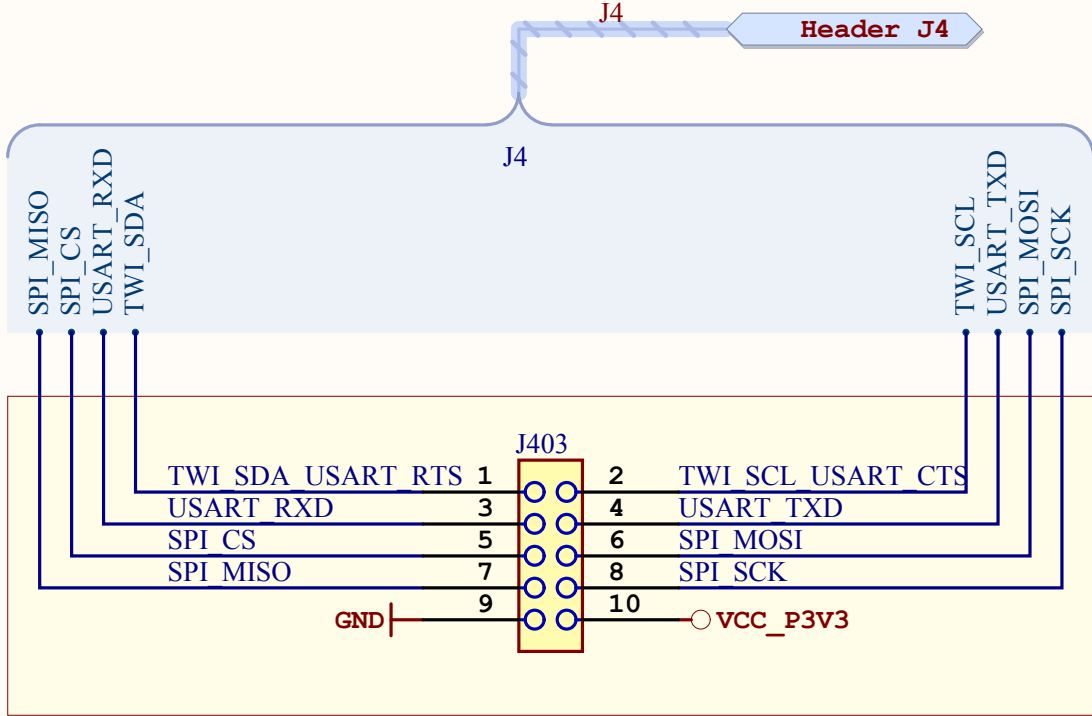 J4
Header J4
J4
SPI_MISO
SPI_CS
USART_RXD
TWI_SDA
TWI_SCL
USART_TXD
SPI_MOSI
SPI_SCK
J403
TWI_SDA_USART_RTS 1 2 TWI_SCL_USART_CTS
USART_RXD 3 4 USART_TXD
SPI_CS 5 6 SPI_MOSI
SPI_MISO 7 8 SPI_SCK
GND 9 10 VCC_P3V3